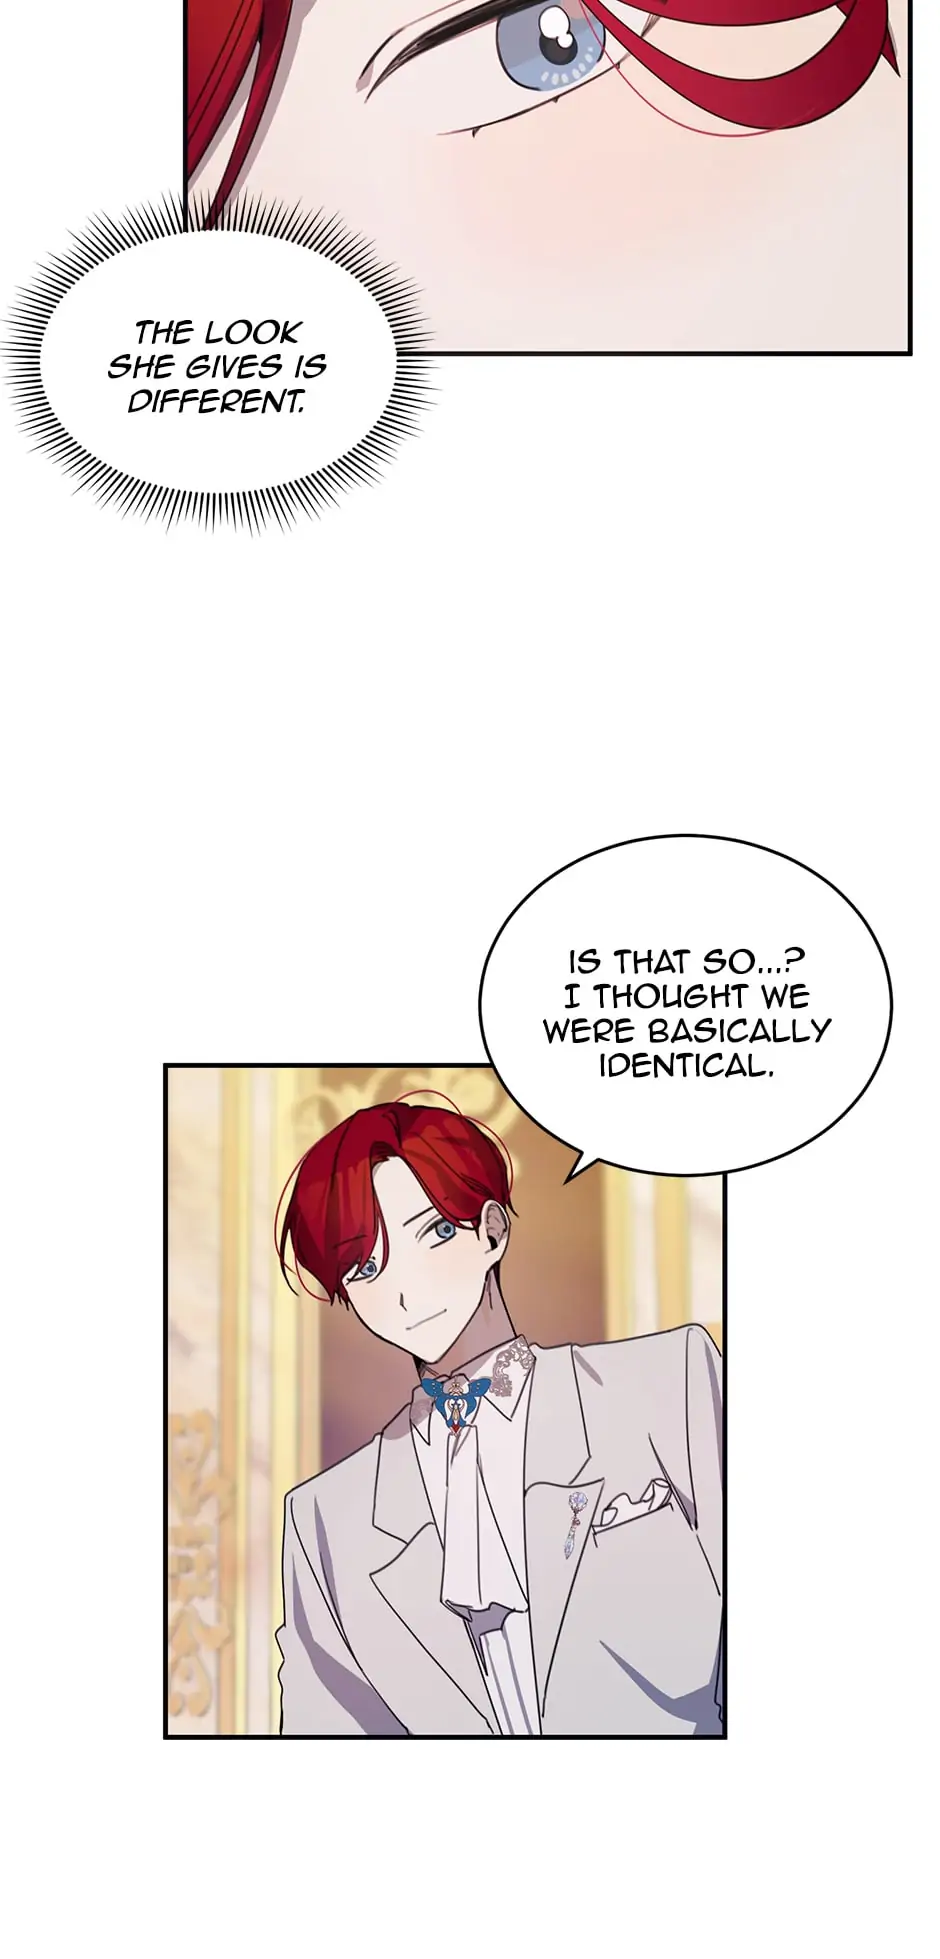 THE LOOK
SHE GIVES IS
DIFFERENT.
IS THAT SO...?
I THOUGHT WE
WERE BASICALLY
IDENTICAL.